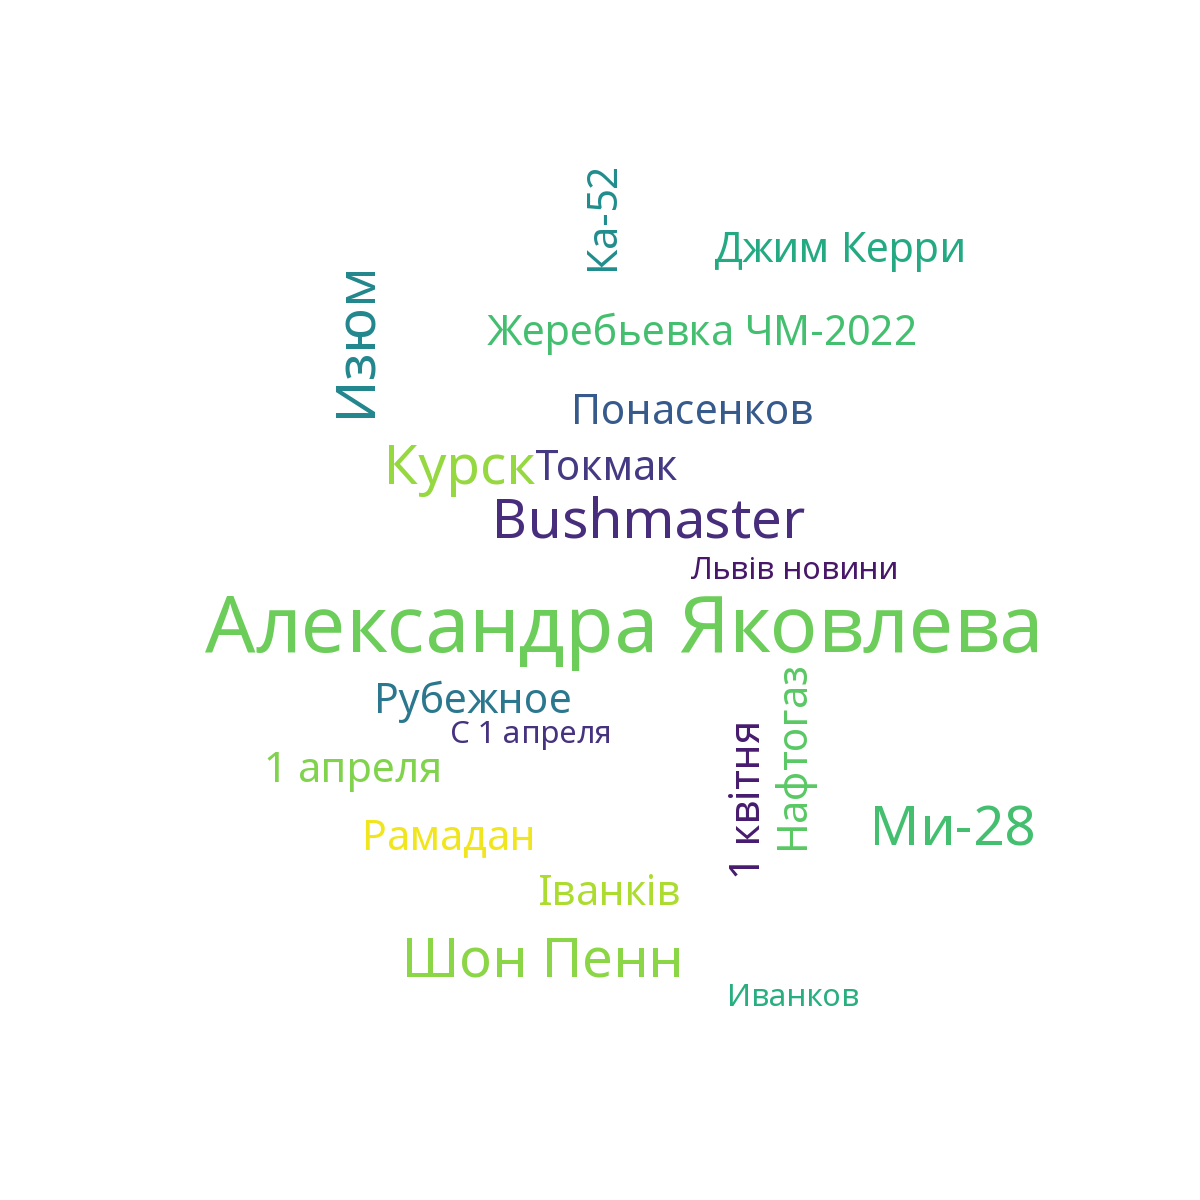 Ка-52
Джим Керри
Изюм
Жеребьевка ЧМ-2022
Понасенков
Курск
Токмак
Bushmaster
Львів новини
Александра Яковлева
Рубежное
С 1 апреля
1 апреля
1 квітня
Нафтогаз
Ми-28
Рамадан
Іванків
Шон Пенн
Иванков